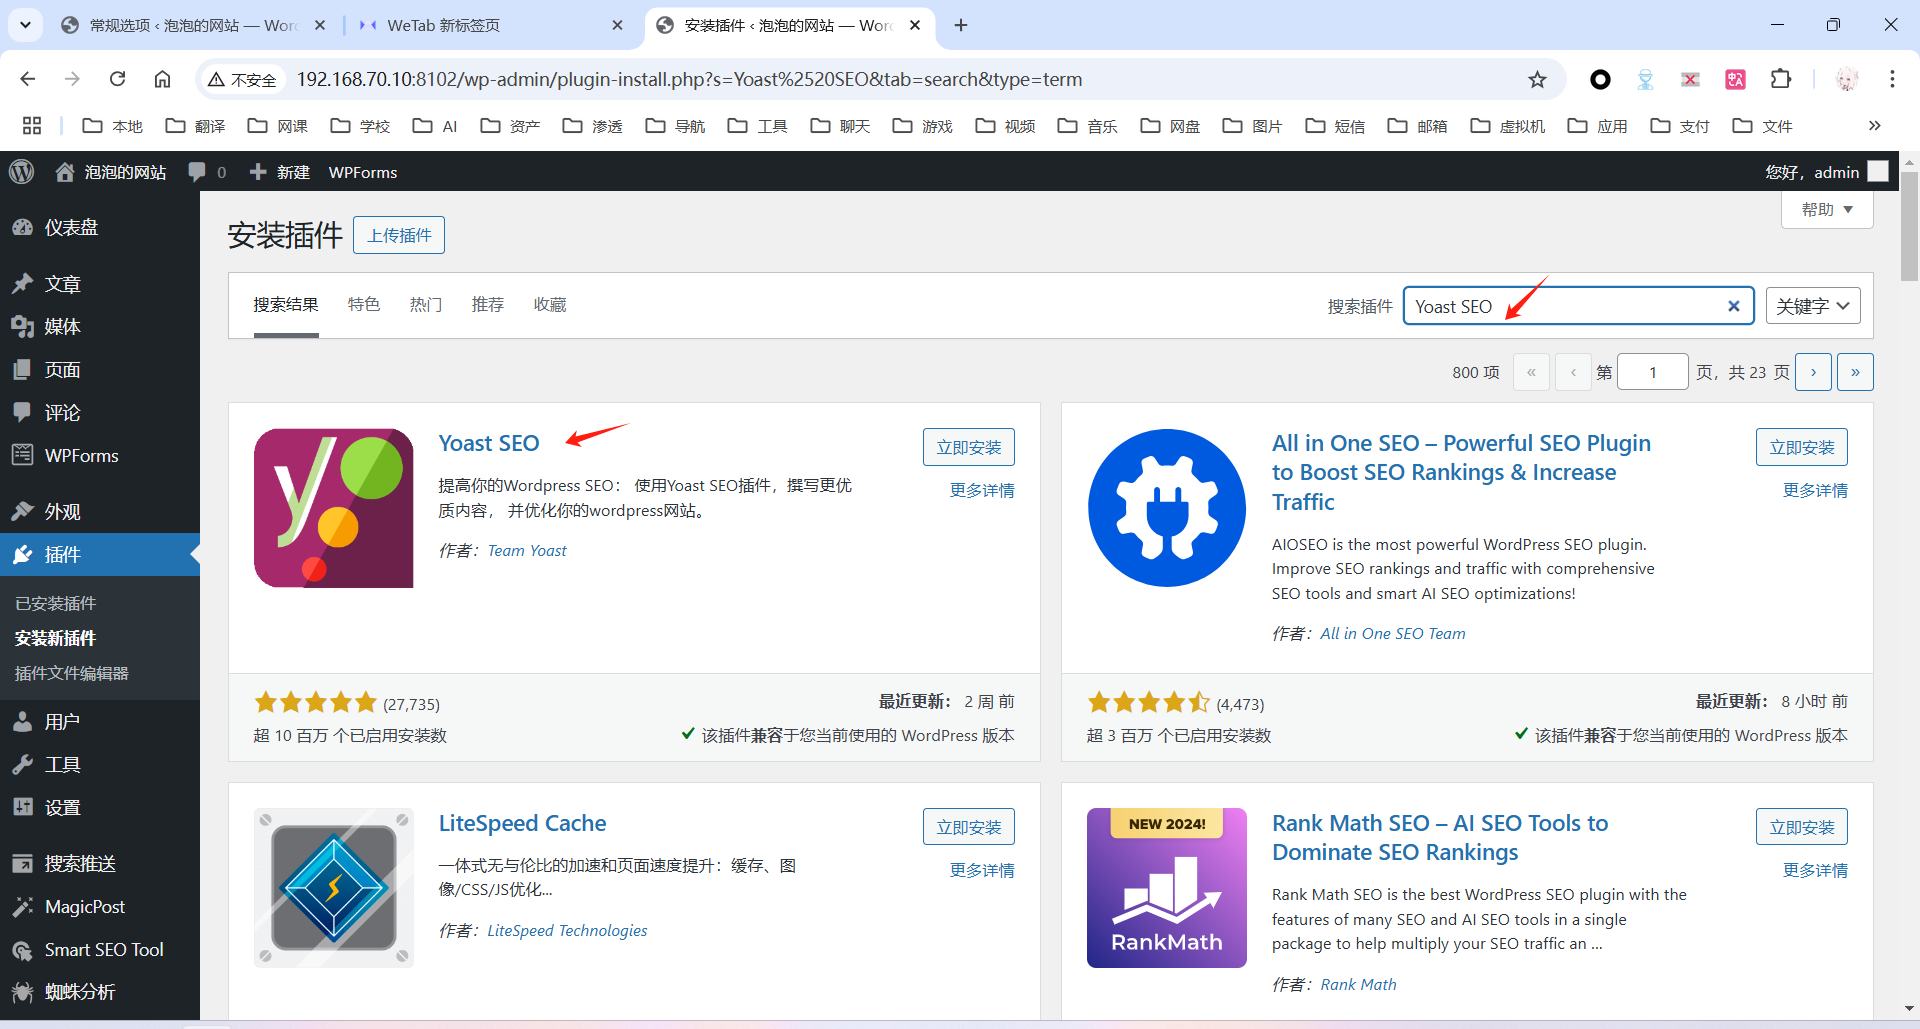 常规选项 ‹ 泡泡的网站 — Wor
WeTab 新标签页
安装插件 ‹ 泡泡的网站 — Wor
不安全
192.168.70.10:8102/wp-admin/plugin-install.php?s=Yoast%2520SEO&tab=search&type=term
本地 翻译 网课 学校 AI 资产 渗透 导航 工具 聊天 游戏 视频 音乐 网盘 图片 短信 邮箱 虚拟机 应用 支付 文件
泡泡的网站 0 新建 WPForms
您好，admin
帮助
仪表盘
文章
媒体
页面
评论
WPForms
外观
插件
已安装插件
安装新插件
插件文件编辑器
用户
工具
设置
搜索推送
MagicPost
Smart SEO Tool
蜘蛛分析
安装插件 上传插件
搜索结果 特色 热门 推荐 收藏
搜索插件 Yoast SEO 关键字
800 项 « ‹ 第 1 页，共 23 页 › »
Yoast SEO
立即安装
更多详情
提高你的Wordpress SEO： 使用Yoast SEO插件，撰写更优
质内容， 并优化你的wordpress网站。
作者：Team Yoast
(27,735)
最近更新： 2 周 前
超 10 百万 个已启用安装数
该插件兼容于您当前使用的 WordPress 版本
All in One SEO – Powerful SEO Plugin
to Boost SEO Rankings & Increase
Traffic
立即安装
更多详情
AIOSEO is the most powerful WordPress SEO plugin.
Improve SEO rankings and traffic with comprehensive
SEO tools and smart AI SEO optimizations!
作者：All in One SEO Team
(4,473)
最近更新： 8 小时 前
超 3 百万 个已启用安装数
该插件兼容于您当前使用的 WordPress 版本
LiteSpeed Cache
立即安装
更多详情
一体式无与伦比的加速和页面速度提升：缓存、图
像/CSS/JS优化...
作者：LiteSpeed Technologies
NEW 2024!
RankMath
Rank Math SEO – AI SEO Tools to
Dominate SEO Rankings
立即安装
更多详情
Rank Math SEO is the best WordPress SEO plugin with the
features of many SEO and AI SEO tools in a single
package to help multiply your SEO traffic an ...
作者：Rank Math